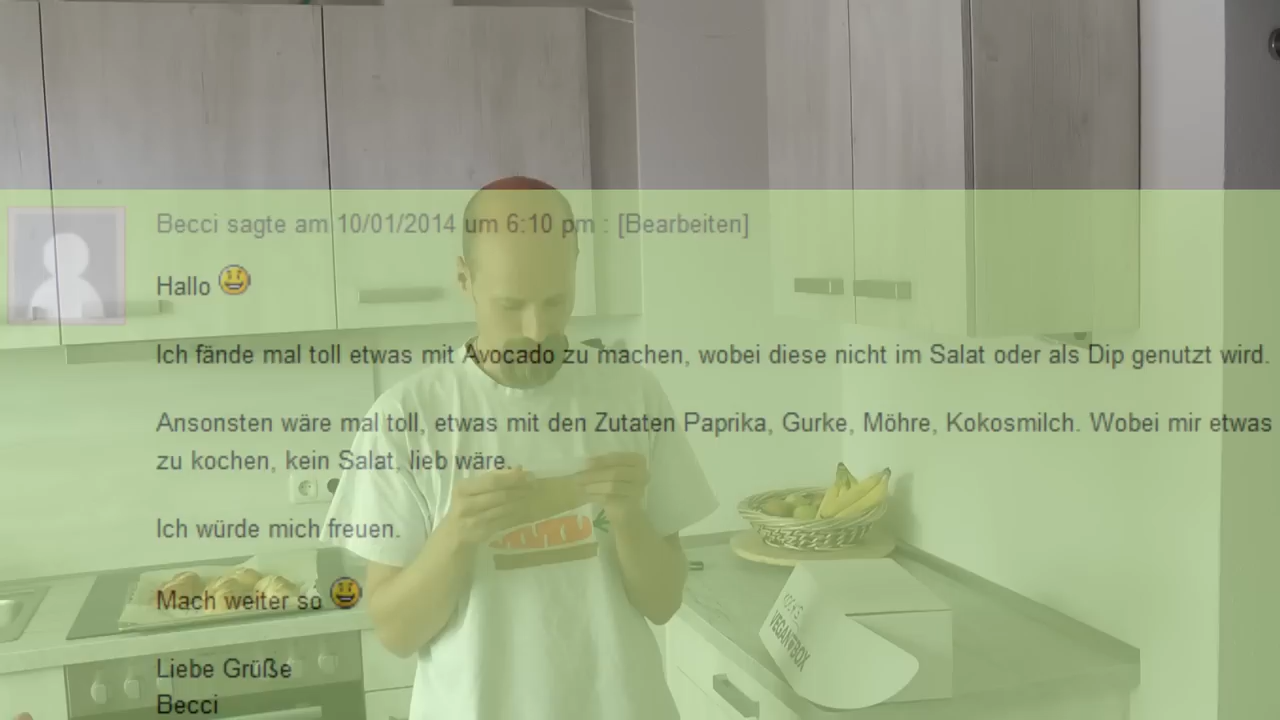 Becci sagte am 10/01/2014 um 6:10 pm : [Bearbeiten]
Hallo
Ich fände mal toll etwas mit Avocado zu machen, wobei diese nicht im Salat oder als Dip genutzt wird.
Ansonsten wäre mal toll, etwas mit den Zutaten Paprika, Gurke, Möhre, Kokosmilch. Wobei mir etwas
zu kochen, kein Salat, lieb wäre.
Ich würde mich freuen.
Mach weiter so
Liebe Grüße
Becci
VEGAN BOX